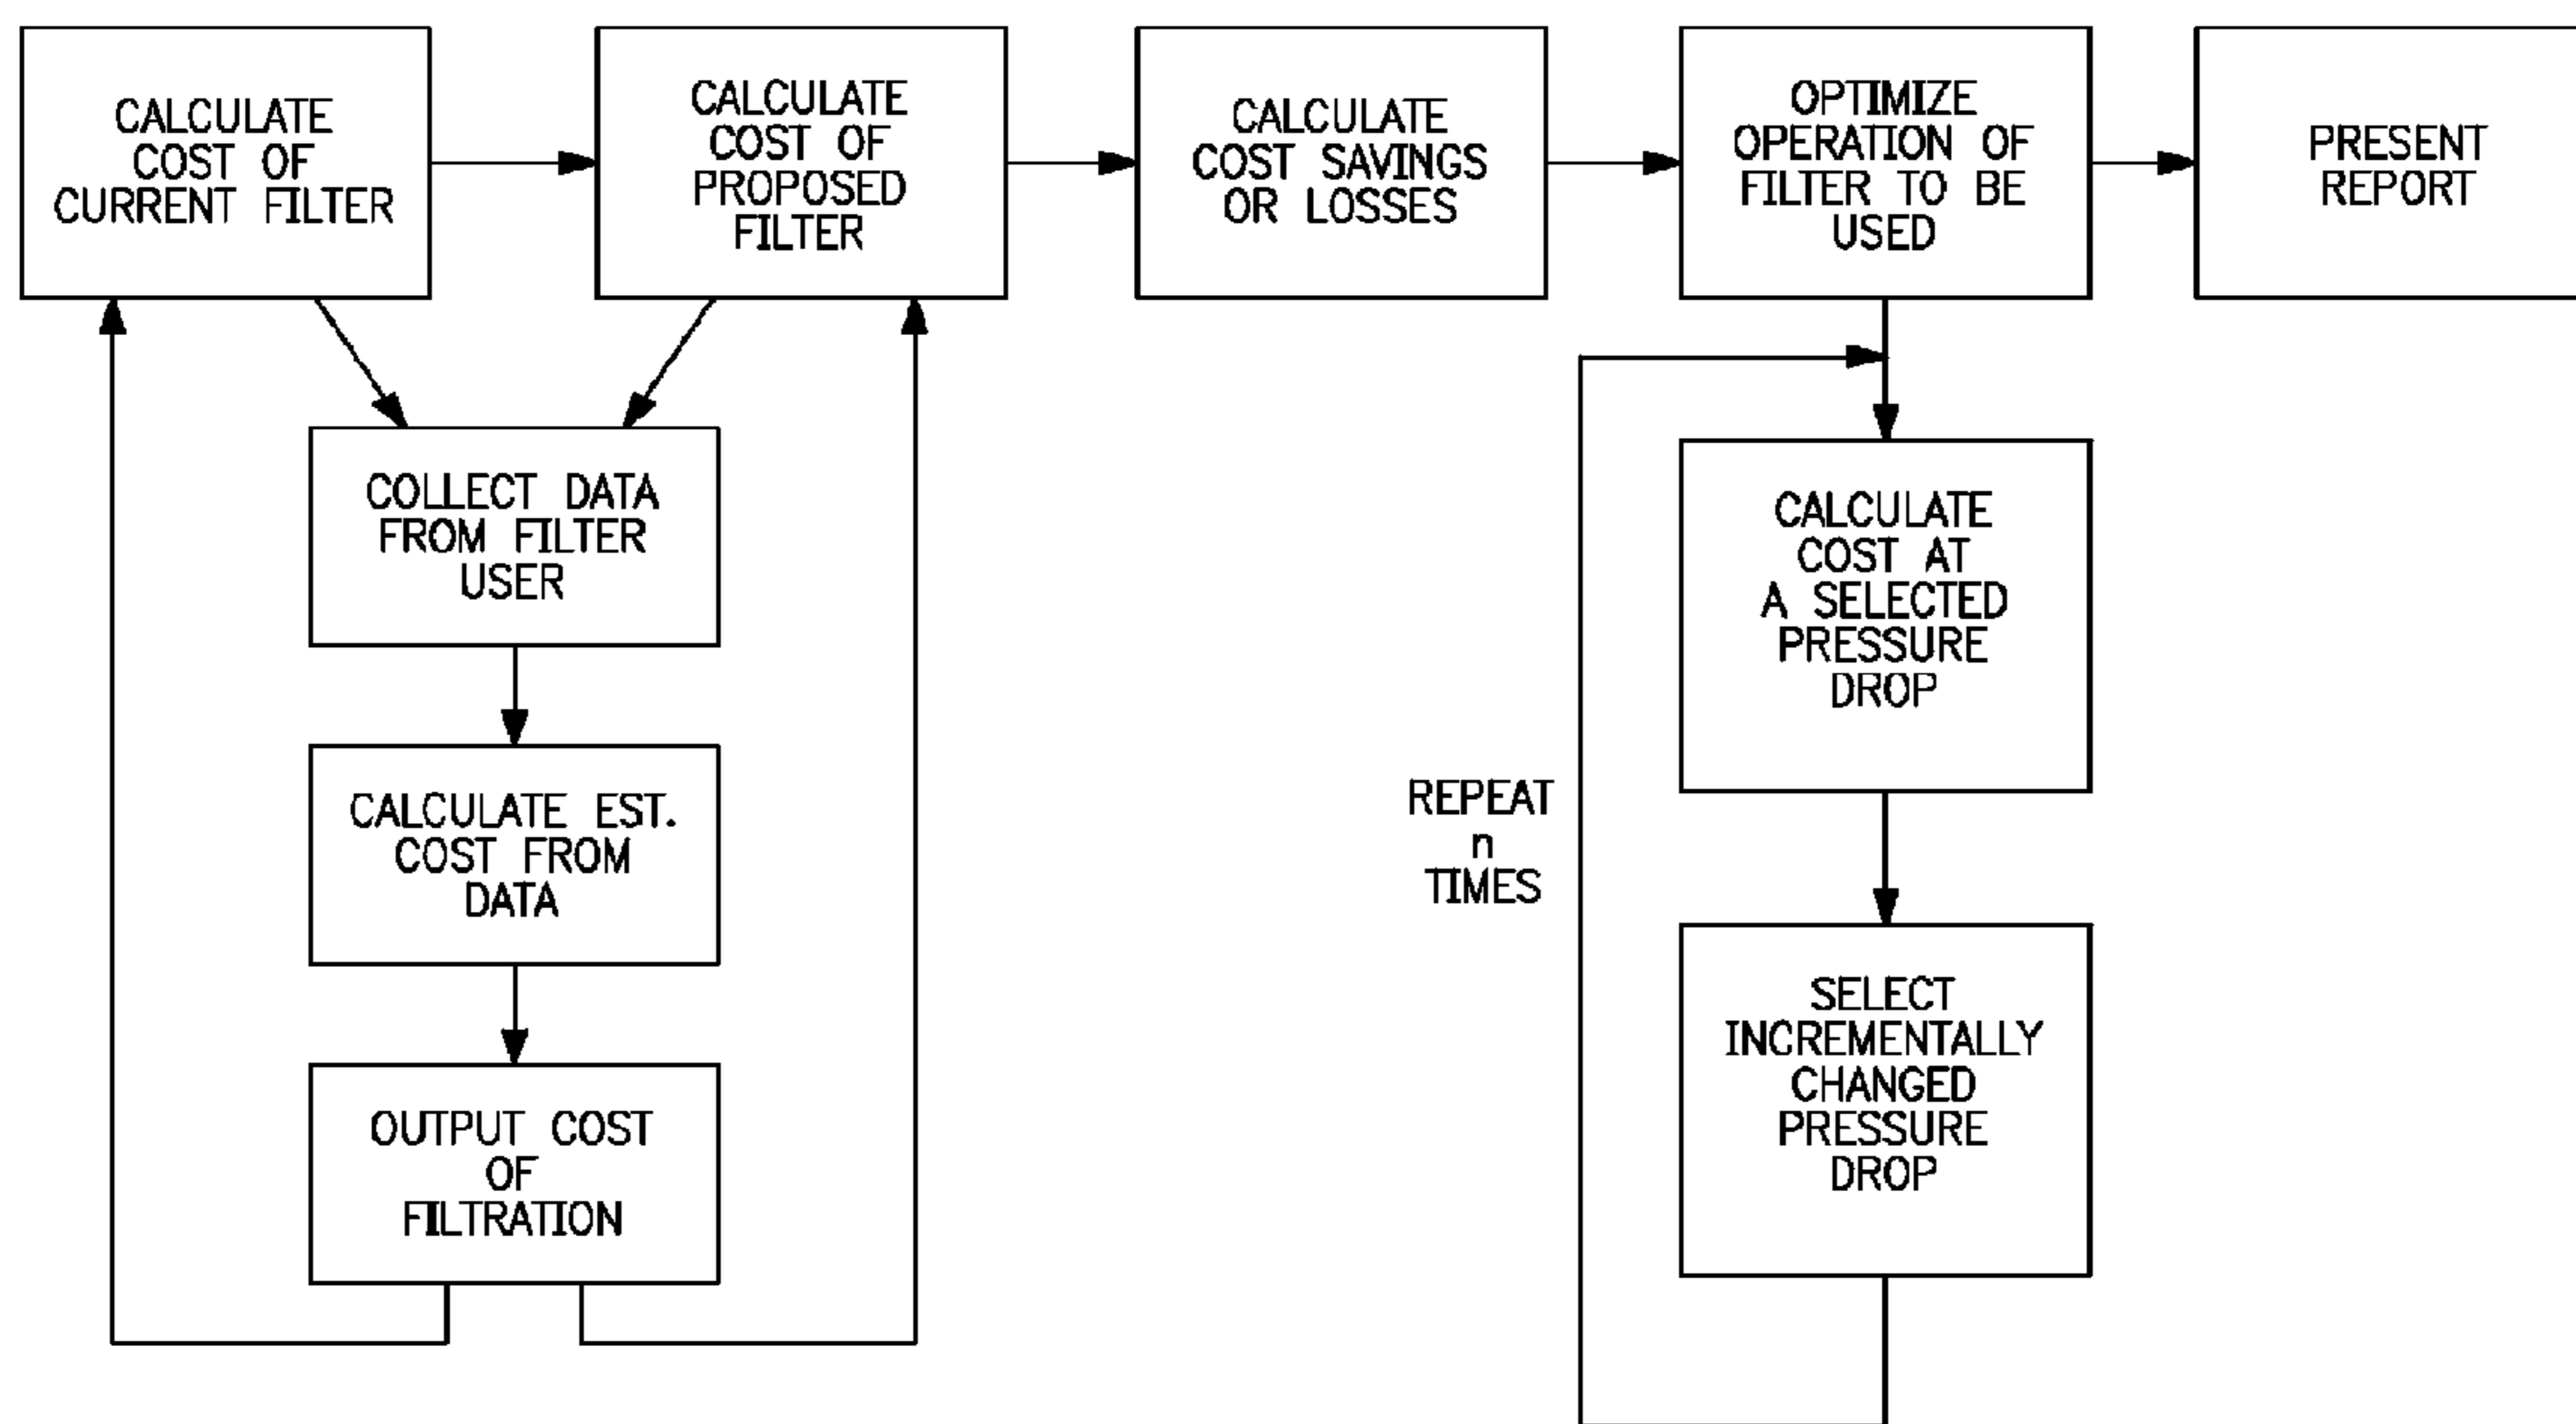 CALCULATE
COST OF
CURRENT FILTER
CALCULATE
COST OF
PROPOSED
FILTER
CALCULATE
COST SAVINGS
OR LOSSES
OPTIMIZE
OPERATION OF
FILTER TO BE
USED
PRESENT
REPORT
COLLECT DATA
FROM FILTER
USER
CALCULATE EST.
COST FROM
DATA
OUTPUT COST
OF
FILTRATION
CALCULATE
COST AT
A SELECTED
PRESSURE
DROP
REPEAT
n
TIMES
SELECT
INCREMENTALLY
CHANGED
PRESSURE
DROP